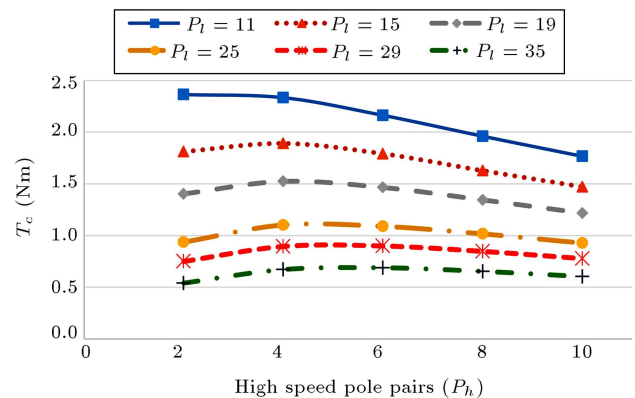 P_l = 11 P_l = 15 P_l = 19
P_l = 25 P_l = 29 P_l = 35
2.5
2.0
1.5
1.0
0.5
0.0
T_c (Nm)
0 2 4 6 8 10
High speed pole pairs (P_h)